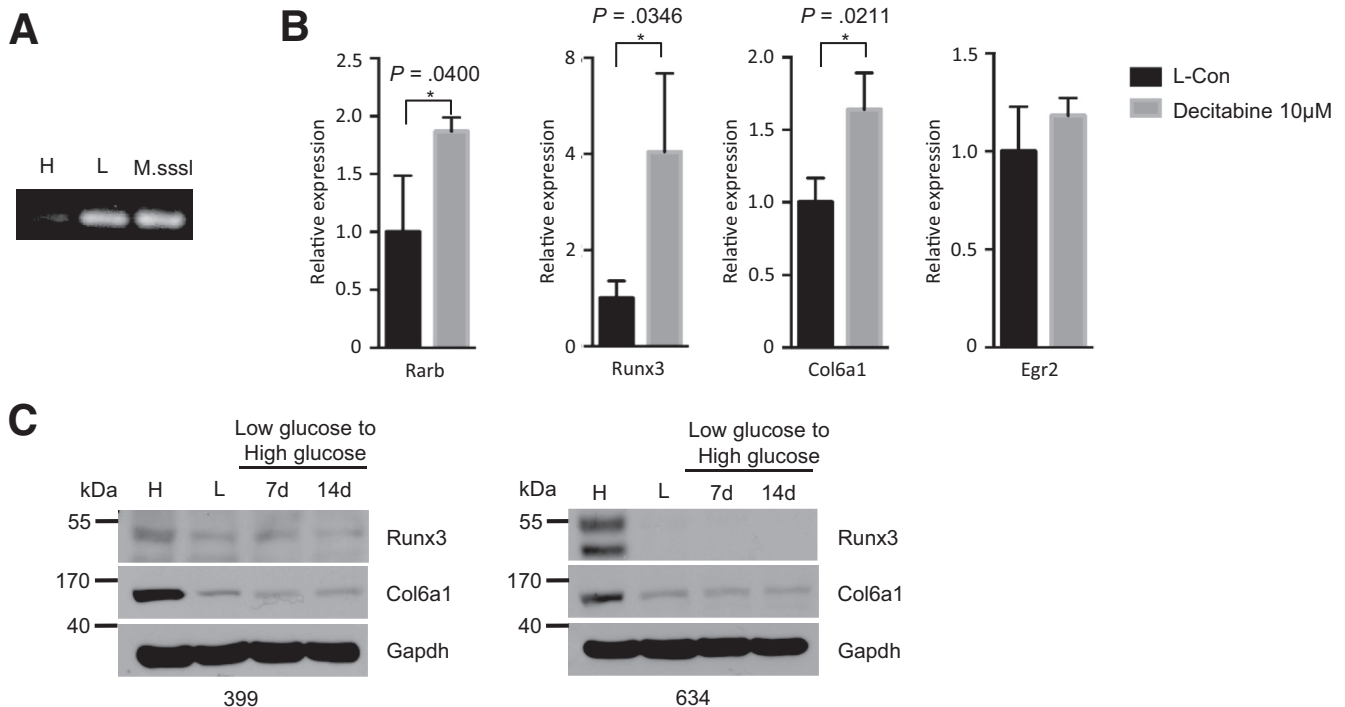 A
H L M.sssl
B
P = .0400
*
Relative expression
2.5
2.0
1.5
1.0
0.5
0
Rarb
P = .0346
*
Relative expression
8
4
2
0
Runx3
P = .0211
*
Relative expression
2.0
1.5
1.0
0.5
0
Col6a1
Relative expression
1.5
1.0
0.5
0
Egr2
L-Con
Decitabine 10µM
C
Low glucose to
High glucose
kDa H L 7d 14d
55 Runx3
170 Col6a1
40 Gapdh
399
Low glucose to
High glucose
kDa H L 7d 14d
55 Runx3
170 Col6a1
40 Gapdh
634